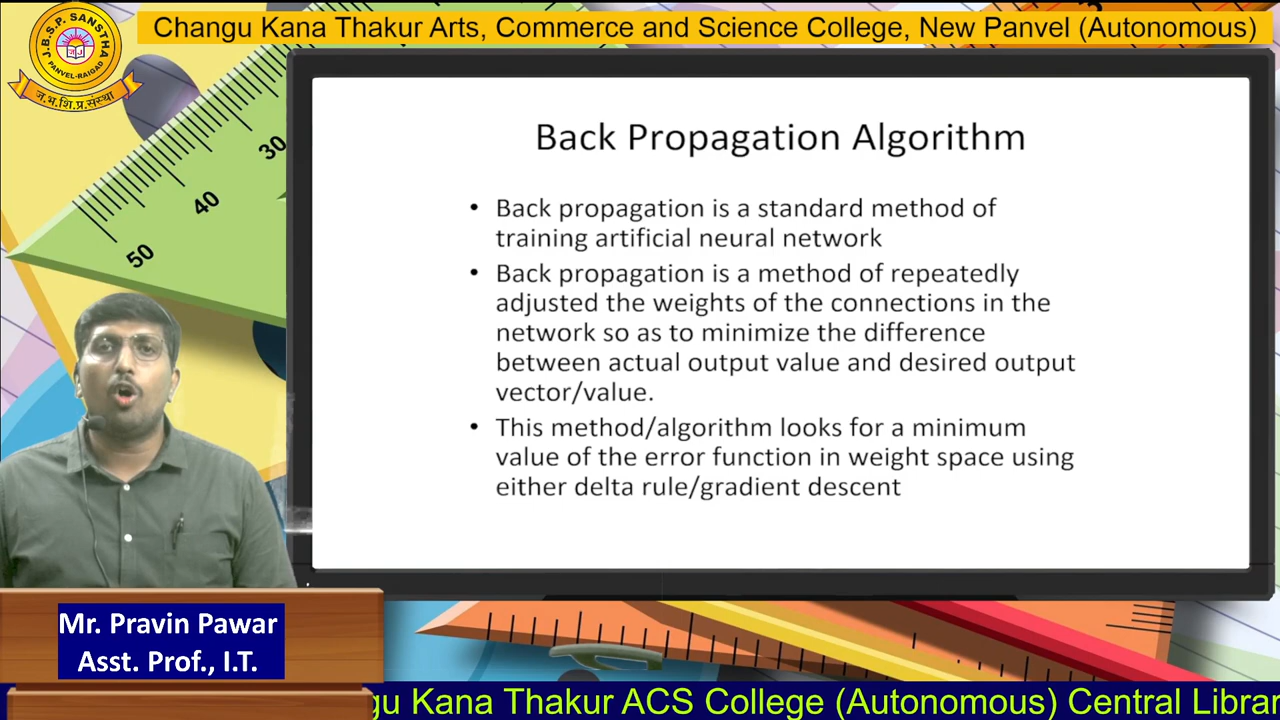 Changu Kana Thakur Arts, Commerce and Science College, New Panvel (Autonomous)
J.B.S.P. SANSTHA
PANVEL-RAIGAD
ज.भ.शि.प्र.संस्था
30
40
50
Back Propagation Algorithm
• Back propagation is a standard method of
training artificial neural network
• Back propagation is a method of repeatedly
adjusted the weights of the connections in the
network so as to minimize the difference
between actual output value and desired output
vector/value.
• This method/algorithm looks for a minimum
value of the error function in weight space using
either delta rule/gradient descent
Mr. Pravin Pawar
Asst. Prof., I.T.
gu Kana Thakur ACS College (Autonomous) Central Librar